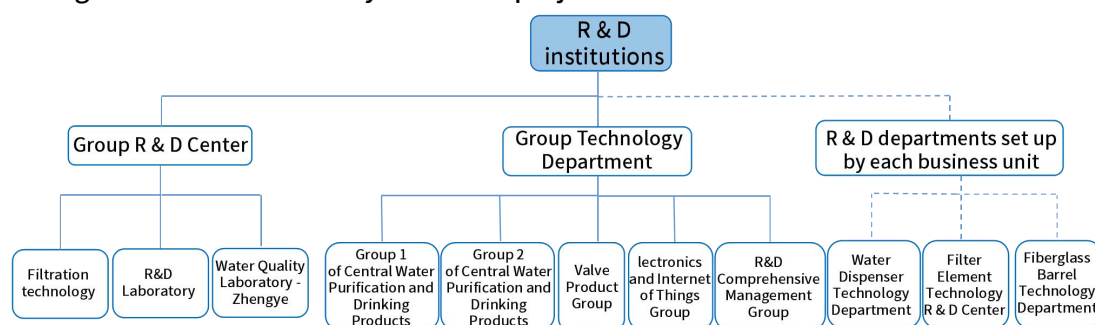 R & D
institutions
Group R & D Center
Group Technology
Department
R & D departments set up
by each business unit
Filtration
technology
R&D
Laboratory
Water Quality
Laboratory -
Zhengye
Group 1
of Central Water
Purification and
Drinking
Products
Group 2
of Central Water
Purification and
Drinking
Products
Valve
Product
Group
lectronics
and Internet
of Things
Group
R&D
Comprehensive
Management
Group
Water
Dispenser
Technology
Department
Filter
Element
Technology
R & D Center
Fiberglass
Barrel
Technology
Department